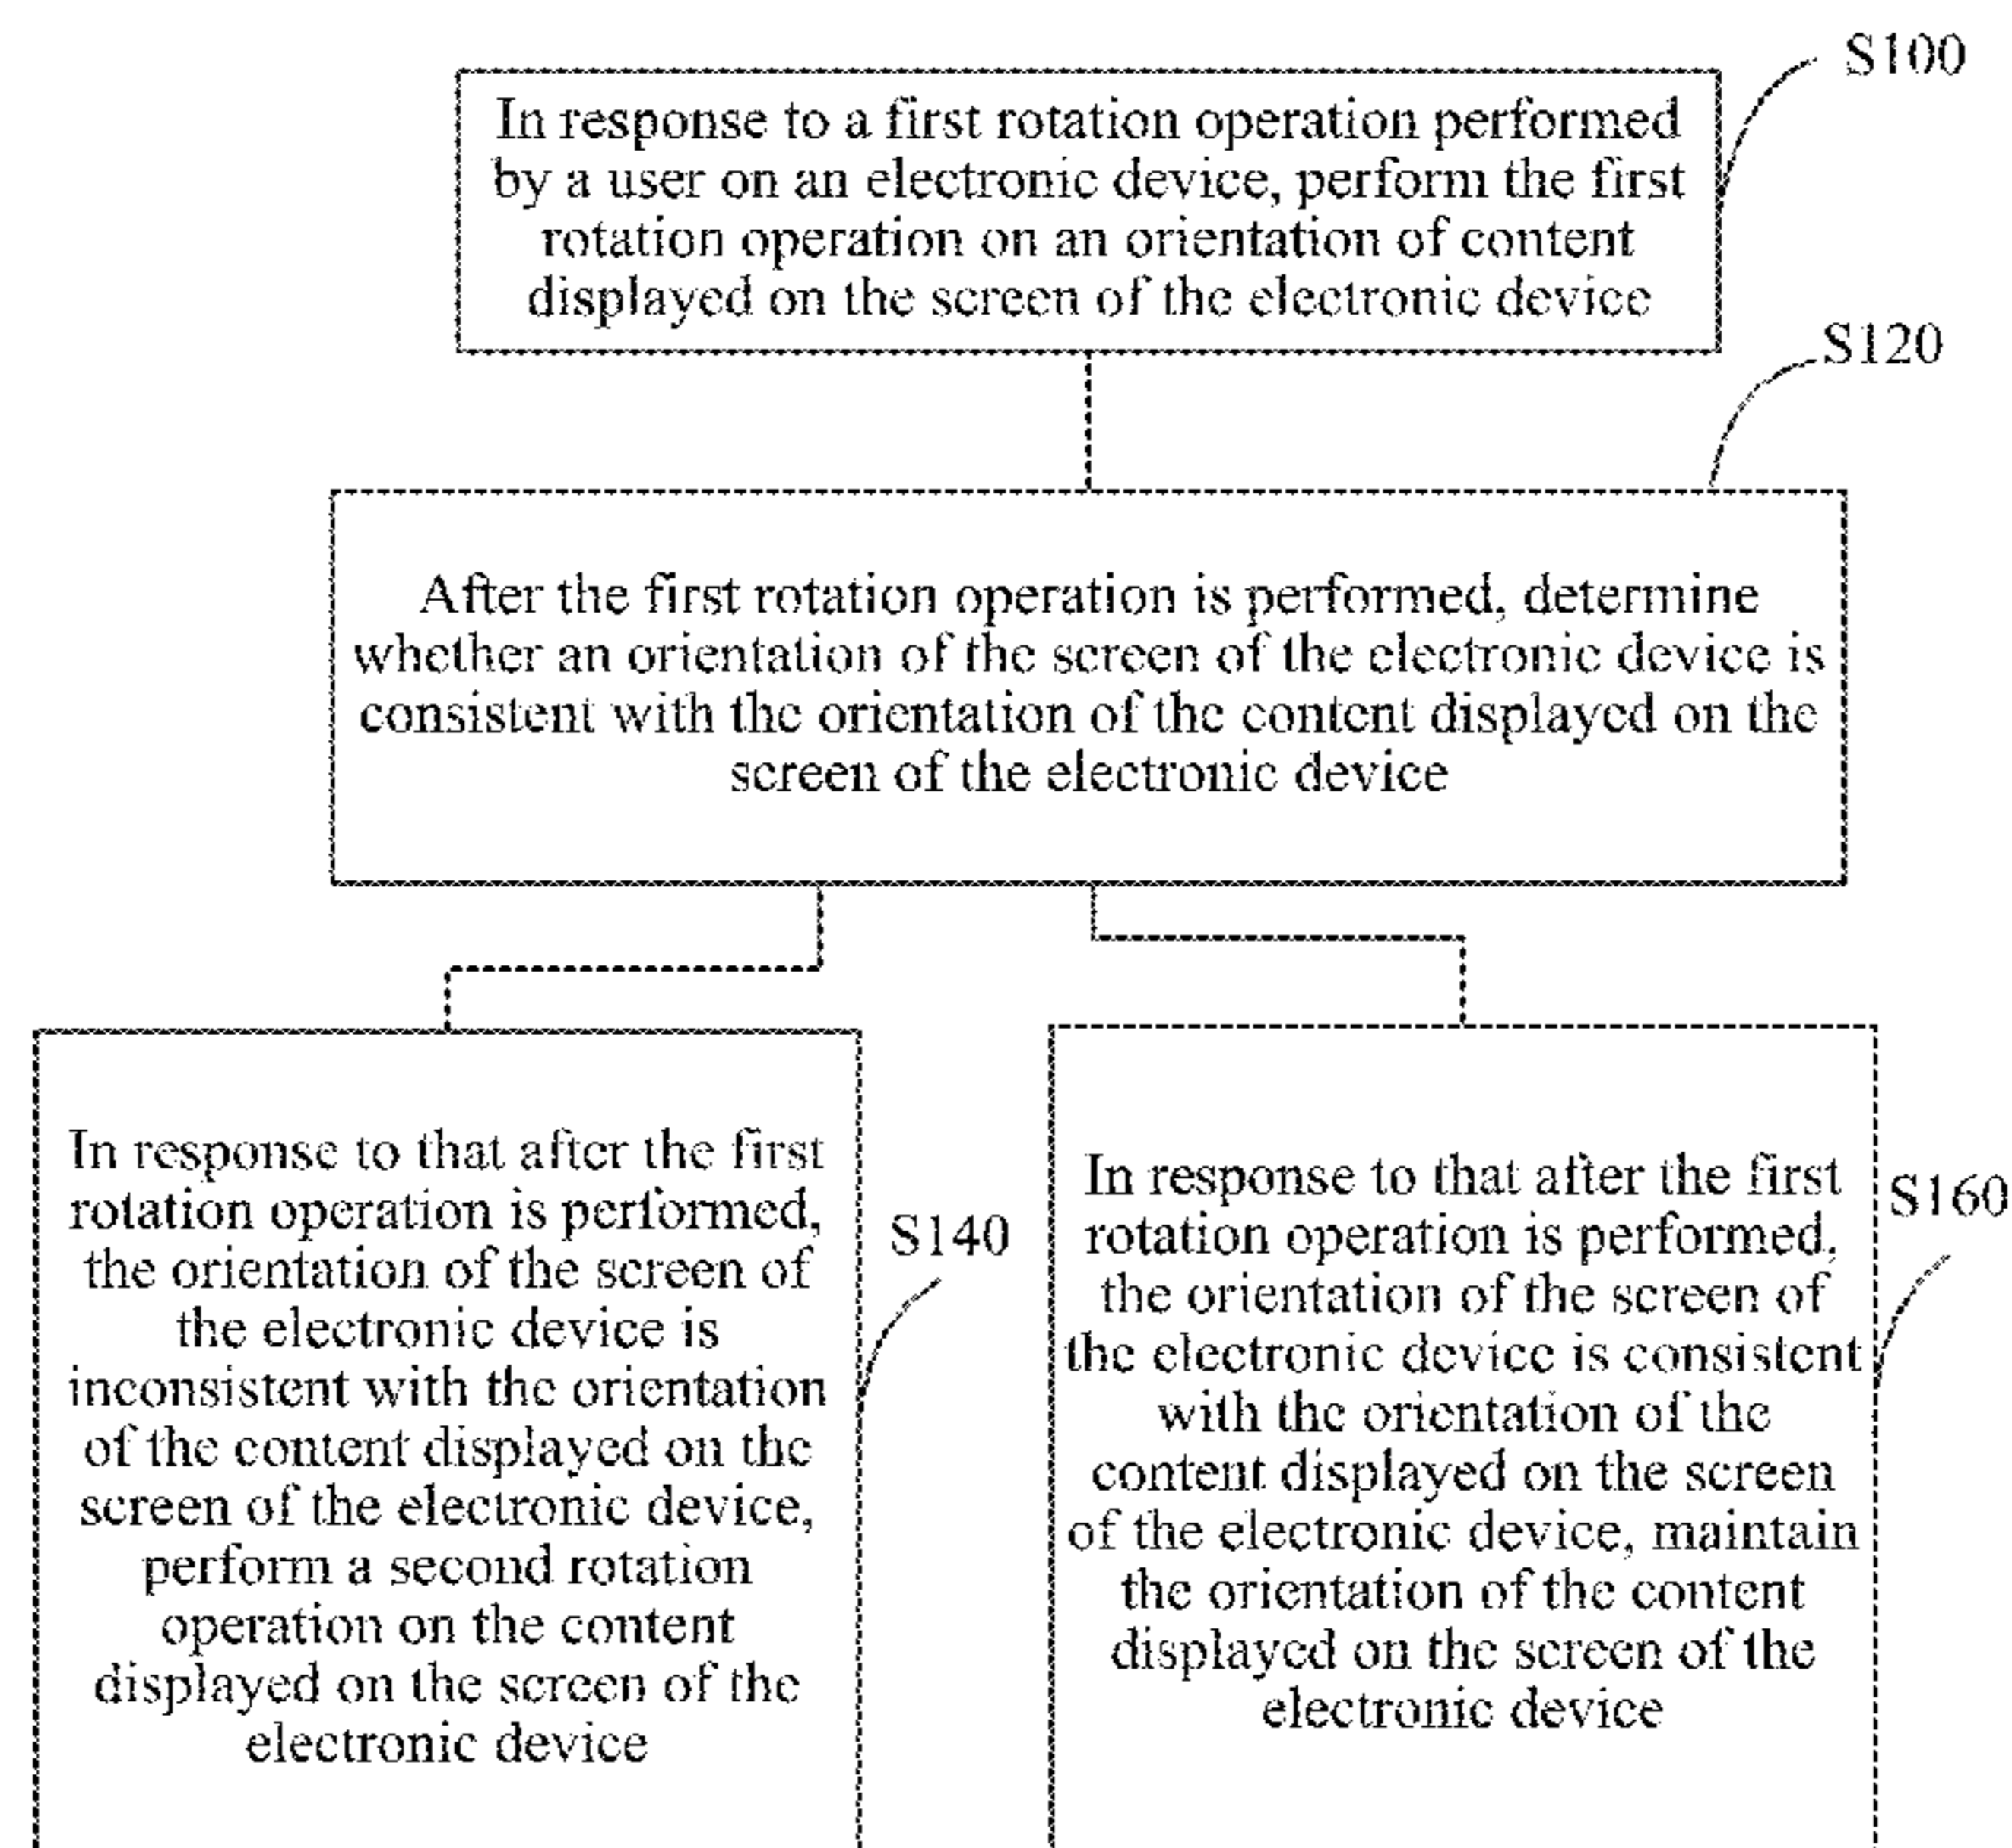 S100
In response to a first rotation operation performed
by a user on an electronic device, perform the first
rotation operation on an orientation of content
displayed on the screen of the electronic device
S120
After the first rotation operation is performed, determine
whether an orientation of the screen of the electronic device is
consistent with the orientation of the content displayed on the
screen of the electronic device
In response to that after the first
rotation operation is performed,
the orientation of the screen of
the electronic device is
inconsistent with the orientation
of the content displayed on the
screen of the electronic device,
perform a second rotation
operation on the content
displayed on the screen of the
electronic device
S140
In response to that after the first
rotation operation is performed,
the orientation of the screen of
the electronic device is consistent
with the orientation of the
content displayed on the screen
of the electronic device, maintain
the orientation of the content
displayed on the screen of the
electronic device
S160